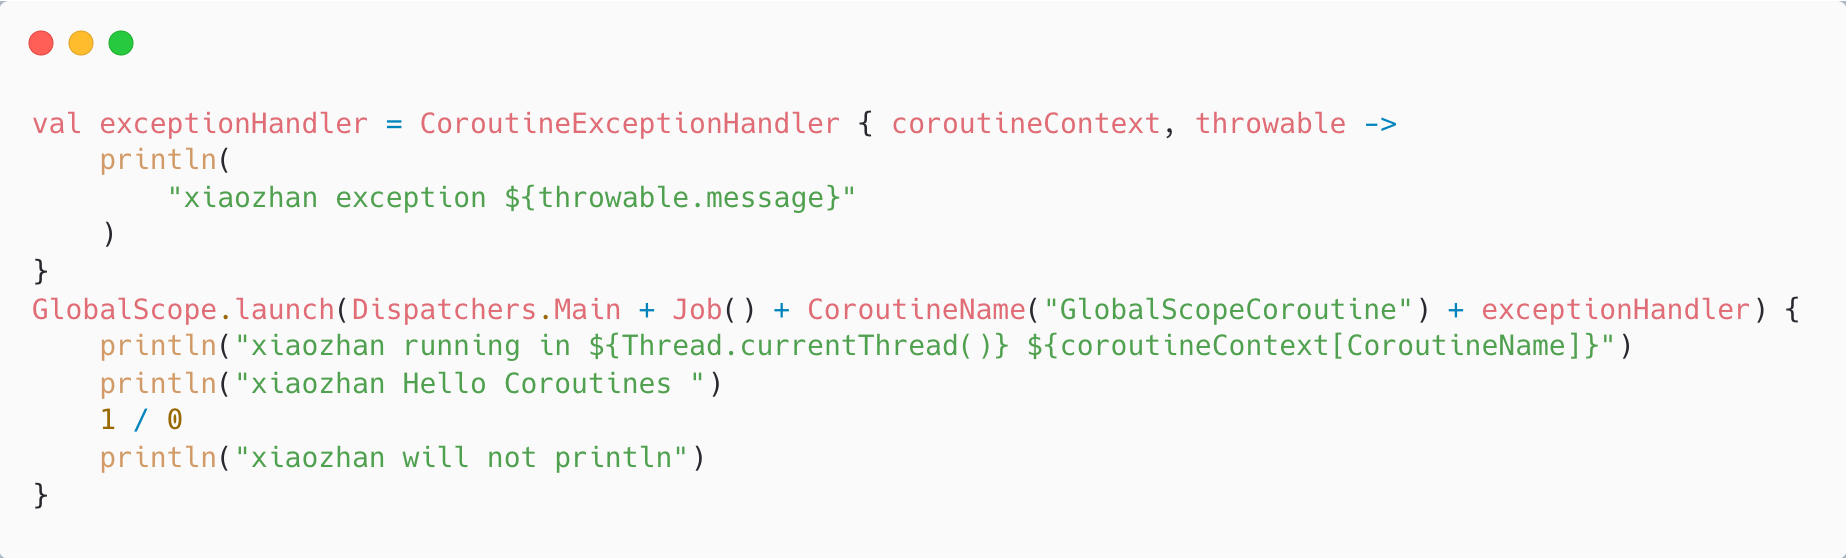 val exceptionHandler = CoroutineExceptionHandler { coroutineContext, throwable ->
    println(
        "xiaozhan exception ${throwable.message}"
    )
}
GlobalScope.launch(Dispatchers.Main + Job() + CoroutineName("GlobalScopeCoroutine") + exceptionHandler) {
    println("xiaozhan running in ${Thread.currentThread()} ${coroutineContext[CoroutineName]}")
    println("xiaozhan Hello Coroutines ")
    1 / 0
    println("xiaozhan will not println")
}